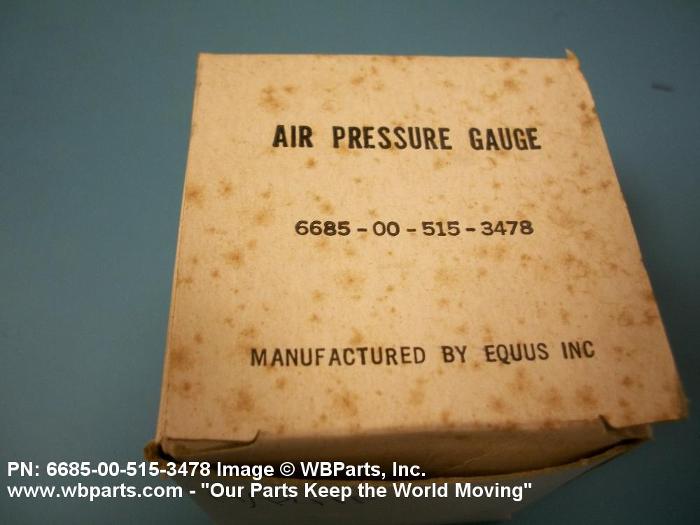 AIR PRESSURE GAUGE
6685-00-515-3478
MANUFACTURED BY EQUUS INC
PN: 6685-00-515-3478 Image © WBParts, Inc.
www.wbparts.com - "Our Parts Keep the World Moving"